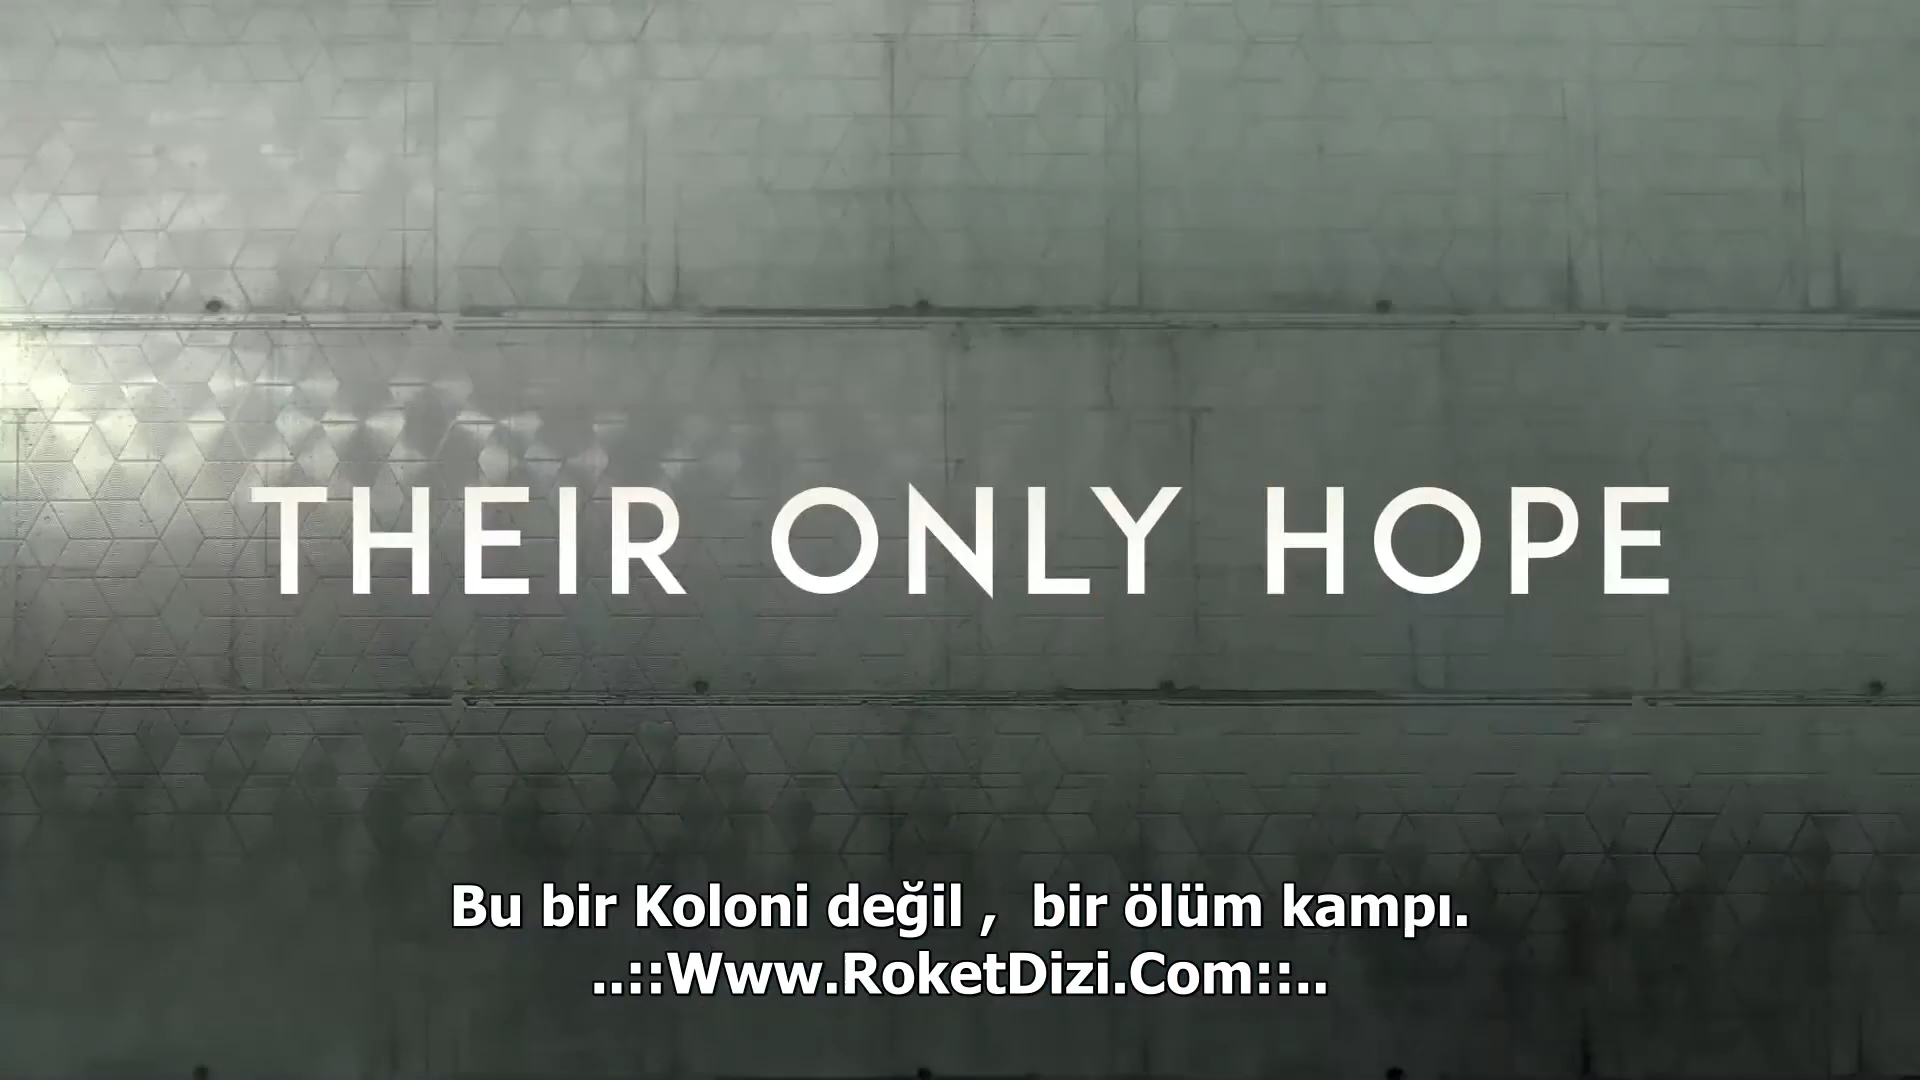 THEIR ONLY HOPE
Bu bir Koloni değil ,  bir ölüm kampı.
..::Www.RoketDizi.Com::..